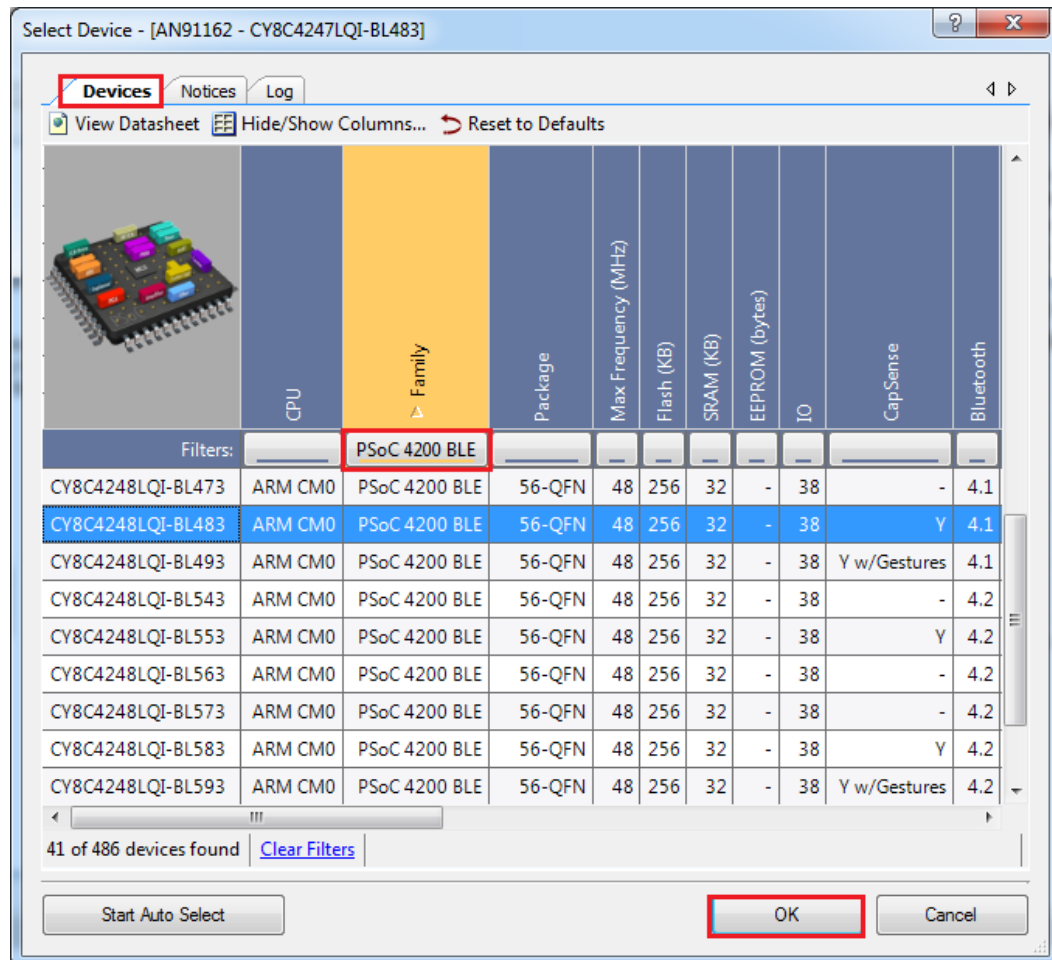 Select Device - [AN91162 - CY8C4247LQI-BL483]
Devices Notices Log
View Datasheet Hide/Show Columns... Reset to Defaults
CPU Family Package Max Frequency (MHz) Flash (KB) SRAM (KB) EEPROM (bytes) IO CapSense Bluetooth
Filters: PSoC 4200 BLE
CY8C4248LQI-BL473 ARM CM0 PSoC 4200 BLE 56-QFN 48 256 32 - 38 - 4.1
CY8C4248LQI-BL483 ARM CM0 PSoC 4200 BLE 56-QFN 48 256 32 - 38 Y 4.1
CY8C4248LQI-BL493 ARM CM0 PSoC 4200 BLE 56-QFN 48 256 32 - 38 Y w/Gestures 4.1
CY8C4248LQI-BL543 ARM CM0 PSoC 4200 BLE 56-QFN 48 256 32 - 38 - 4.2
CY8C4248LQI-BL553 ARM CM0 PSoC 4200 BLE 56-QFN 48 256 32 - 38 Y 4.2
CY8C4248LQI-BL563 ARM CM0 PSoC 4200 BLE 56-QFN 48 256 32 - 38 - 4.2
CY8C4248LQI-BL573 ARM CM0 PSoC 4200 BLE 56-QFN 48 256 32 - 38 - 4.2
CY8C4248LQI-BL583 ARM CM0 PSoC 4200 BLE 56-QFN 48 256 32 - 38 Y 4.2
CY8C4248LQI-BL593 ARM CM0 PSoC 4200 BLE 56-QFN 48 256 32 - 38 Y w/Gestures 4.2
41 of 486 devices found Clear Filters
Start Auto Select OK Cancel